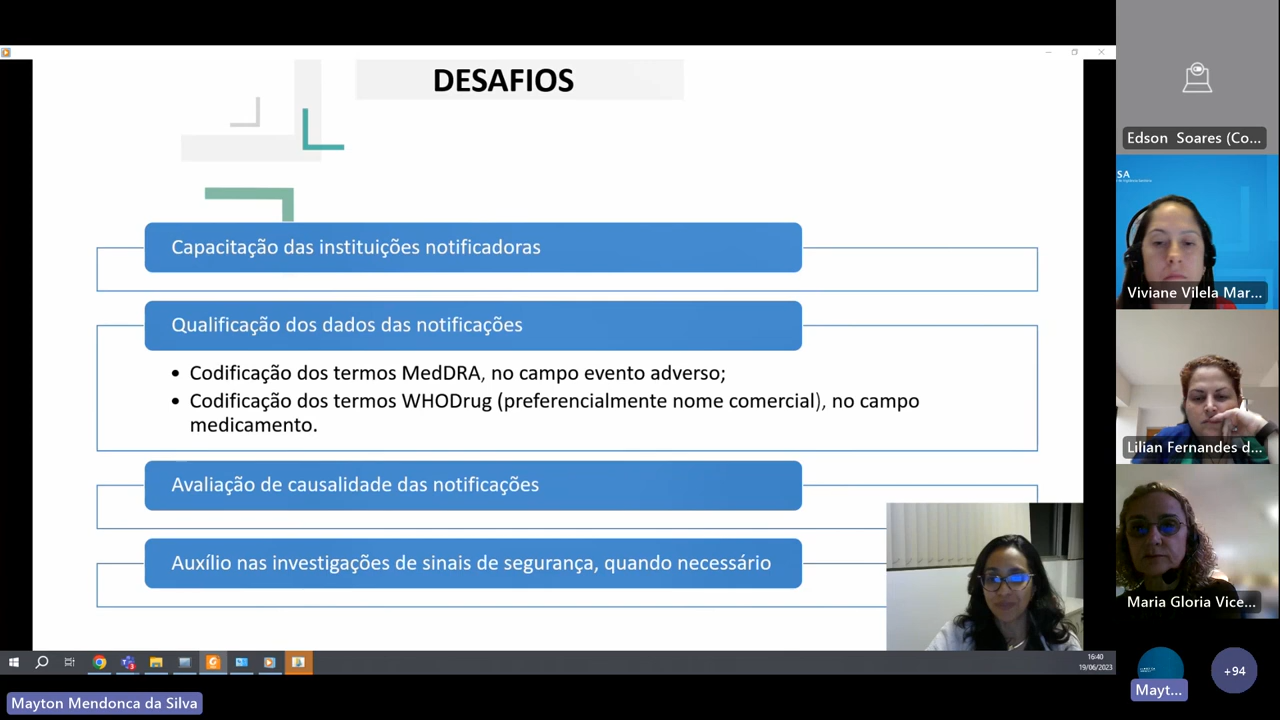 DESAFIOS
Capacitação das instituições notificadoras
Qualificação dos dados das notificações
• Codificação dos termos MedDRA, no campo evento adverso;
• Codificação dos termos WHODrug (preferencialmente nome comercial), no campo
medicamento.
Avaliação de causalidade das notificações
Auxílio nas investigações de sinais de segurança, quando necessário
16:40
19/06/2023
Mayton Mendonca da Silva
Edson Soares (Co...
SA
Viviane Vilela Mar...
Lilian Fernandes d...
Maria Gloria Vice...
Mayt...
+94